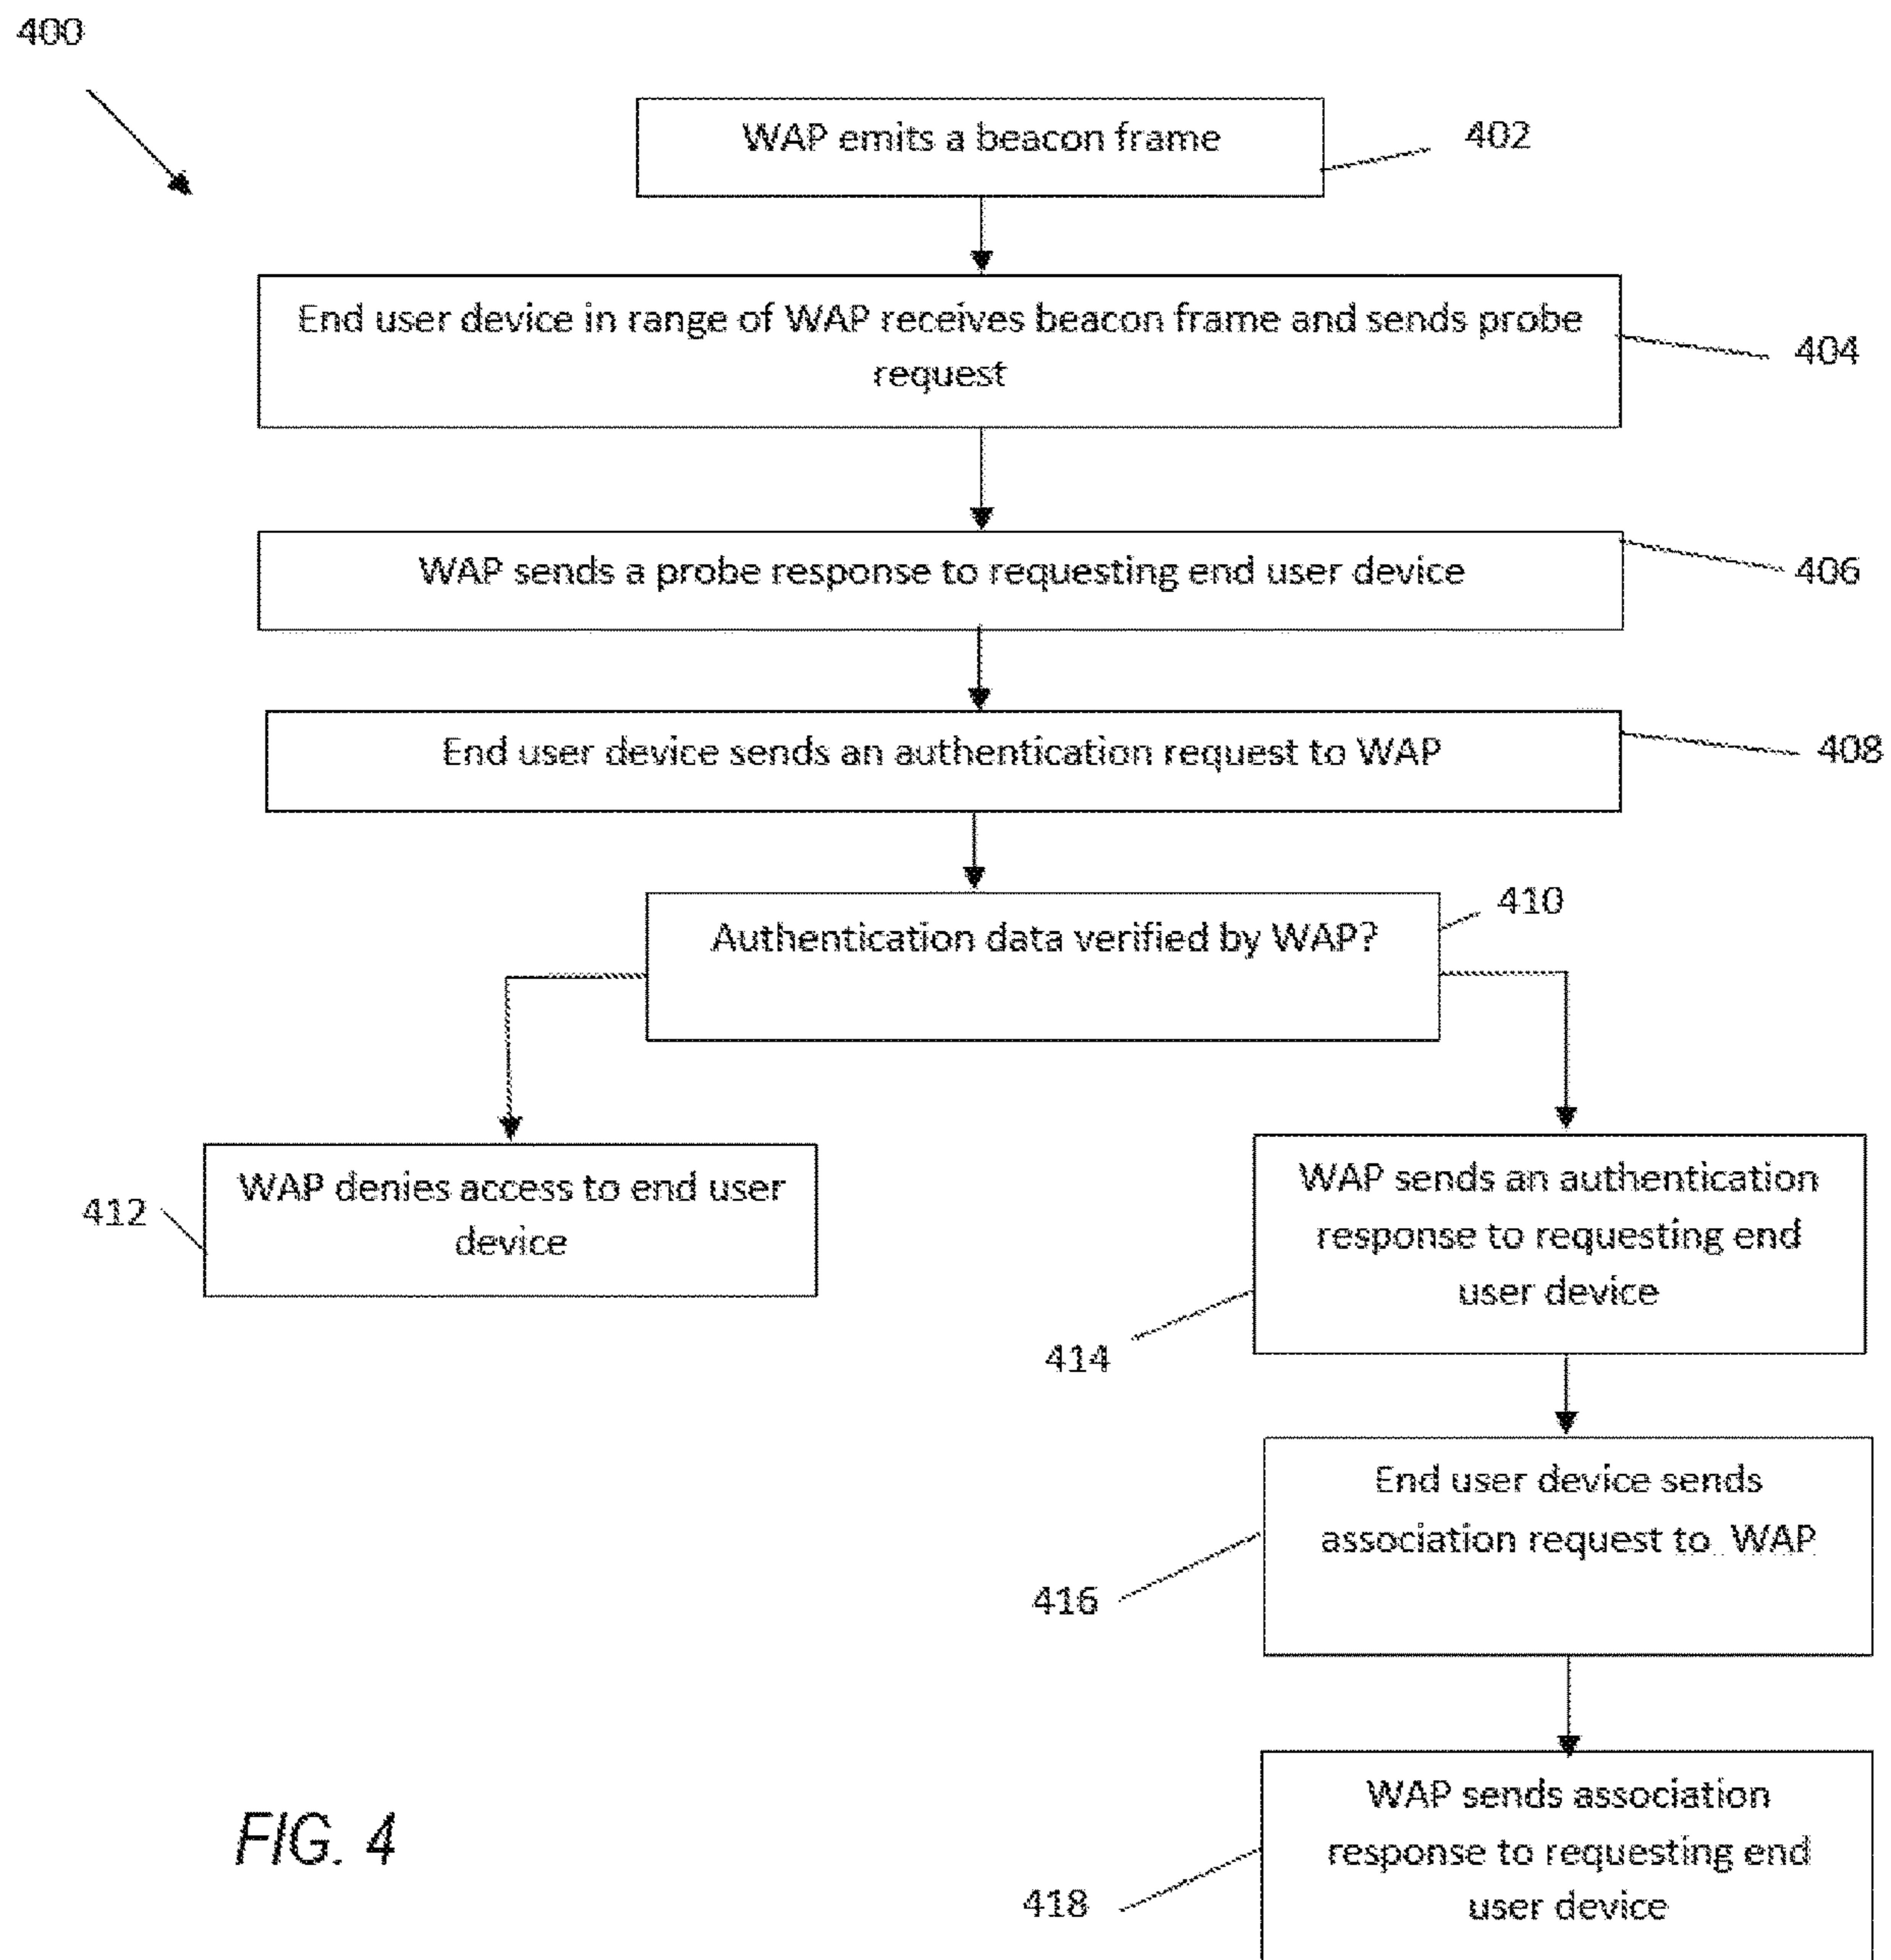 400
WAP emits a beacon frame
402
End user device in range of WAP receives beacon frame and sends probe
request
404
WAP sends a probe response to requesting end user device
406
End user device sends an authentication request to WAP
408
Authentication data verified by WAP?
410
WAP denies access to end user
device
412
WAP sends an authentication
response to requesting end
user device
414
End user device sends
association request to WAP
416
WAP sends association
response to requesting end
user device
418
FIG. 4